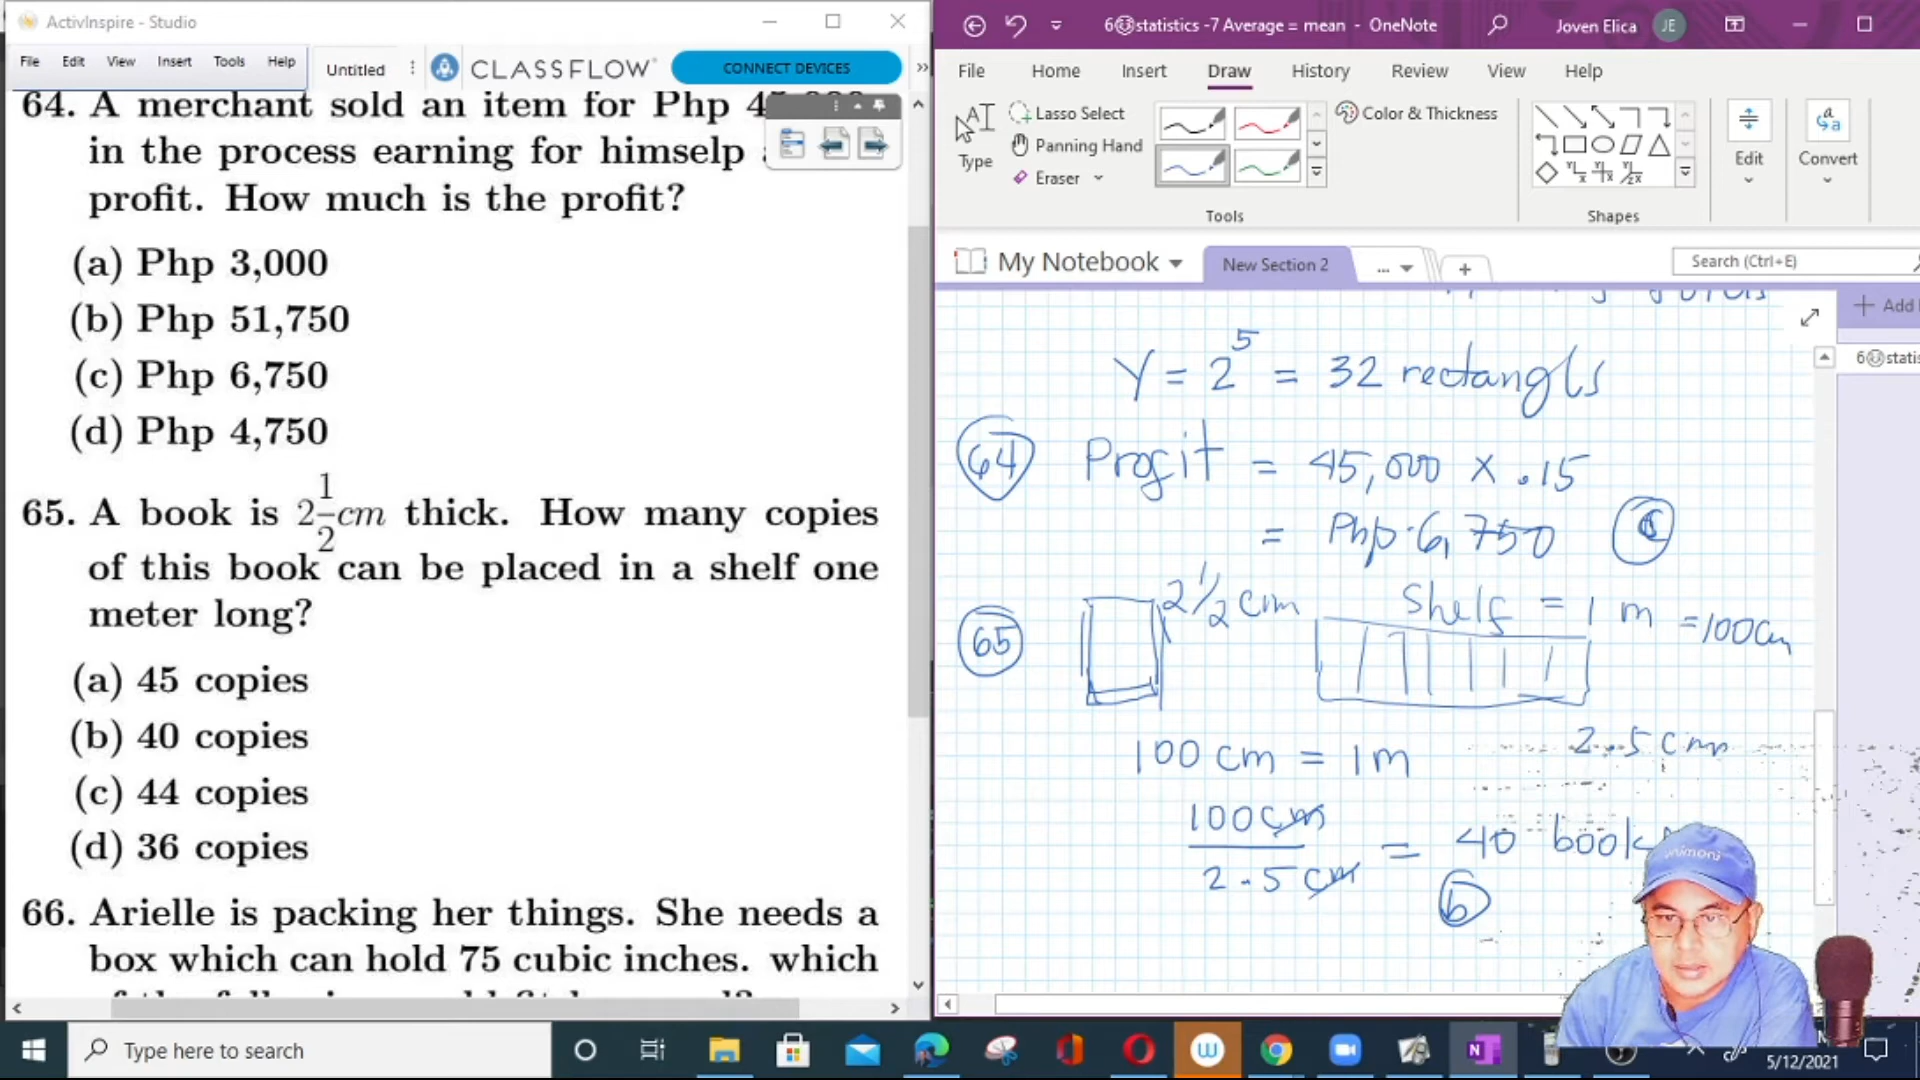 ActivInspire - Studio
File Edit View Insert Tools Help
Untitled
CLASSFLOW
CONNECT DEVICES
64. A merchant sold an item for Php
in the process earning for himselp
profit. How much is the profit?
(a) Php 3,000
(b) Php 51,750
(c) Php 6,750
(d) Php 4,750
65. A book is 2 1/2 cm thick. How many copies
of this book can be placed in a shelf one
meter long?
(a) 45 copies
(b) 40 copies
(c) 44 copies
(d) 36 copies
66. Arielle is packing her things. She needs a
box which can hold 75 cubic inches. which
6 statistics -7 Average = mean - OneNote
Joven Elica JE
File Home Insert Draw History Review View Help
Type
Lasso Select
Panning Hand
Eraser
Tools
Color & Thickness
Shapes
Edit
Convert
My Notebook
New Section 2
...
Search (Ctrl+E)
Add
6 statis
Y = 2^5 = 32 rectangls
64 Profit = 45,000 x .15
= Php. 6,750 C
65 2 1/2 cm Shelf = 1 m = 100cm
100 cm = 1m 2.5 cm
100cm
2.5 cm
= 40
b
Type here to search
5/12/2021